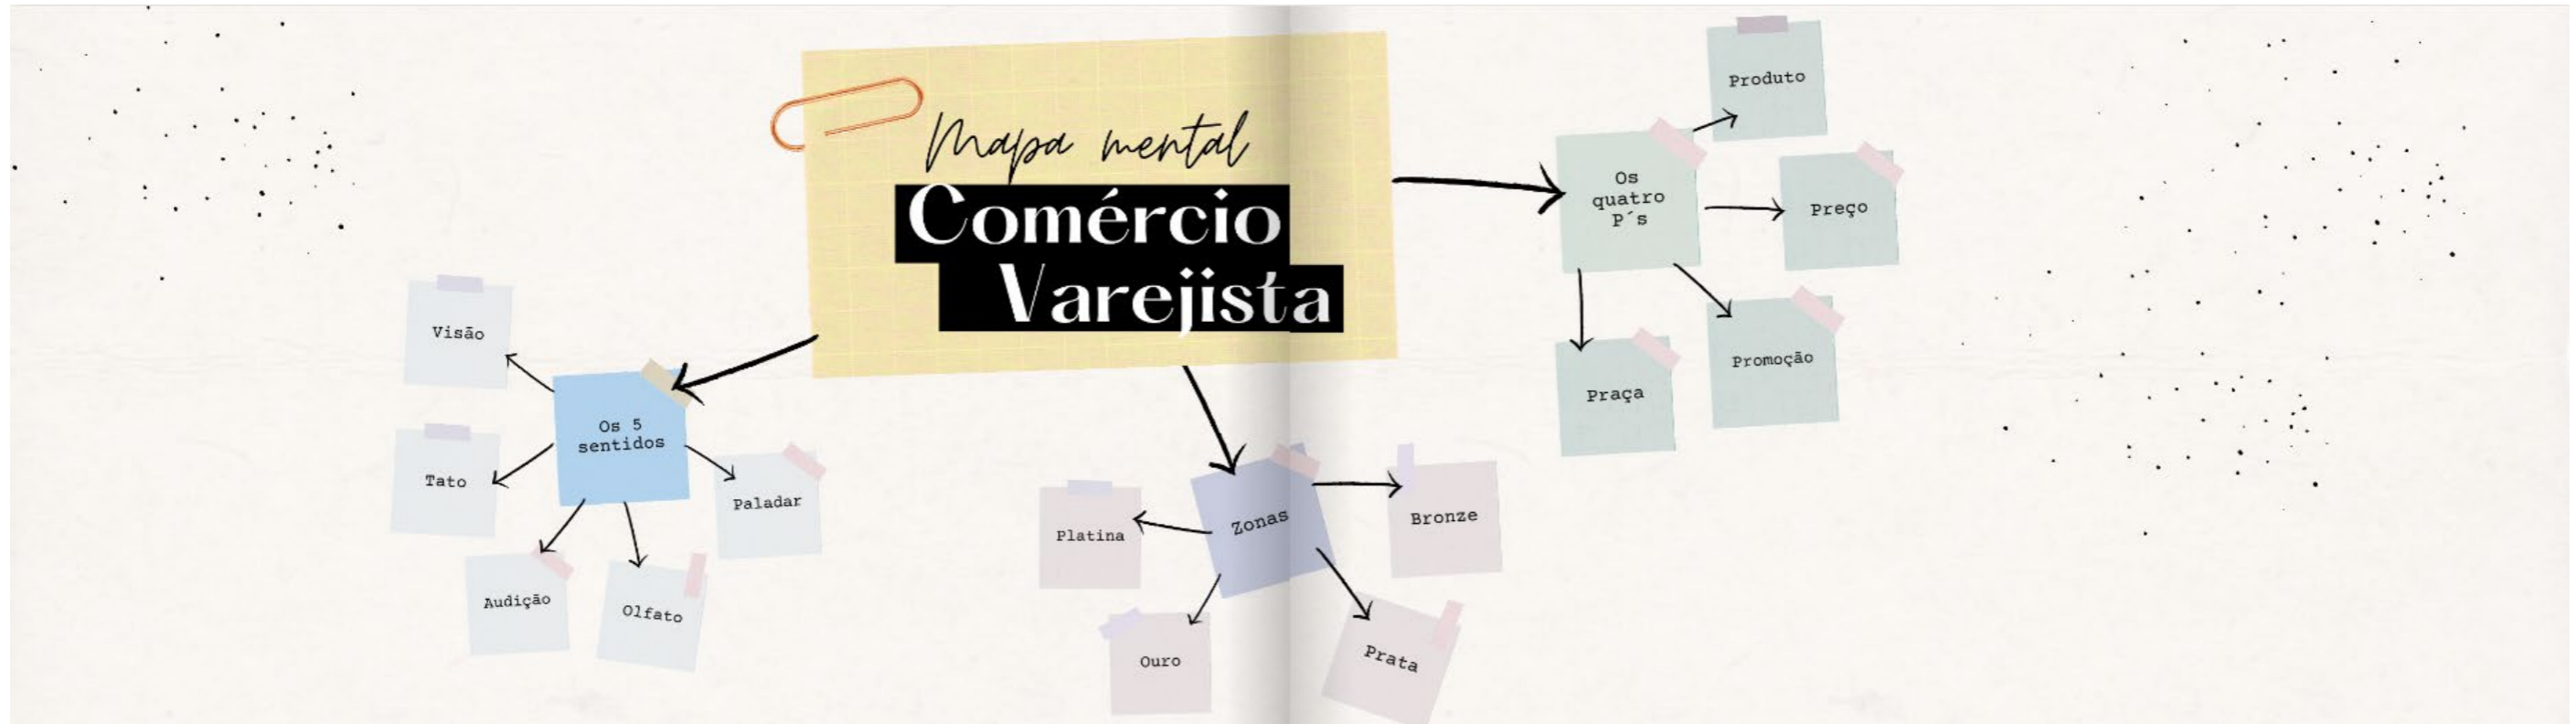 Mapa mental
Comércio
Varejista
Os 5
sentidos
Visão
Tato
Audição
Olfato
Paladar
Zonas
Platina
Ouro
Prata
Bronze
Os
quatro
P´s
Produto
Preço
Promoção
Praça